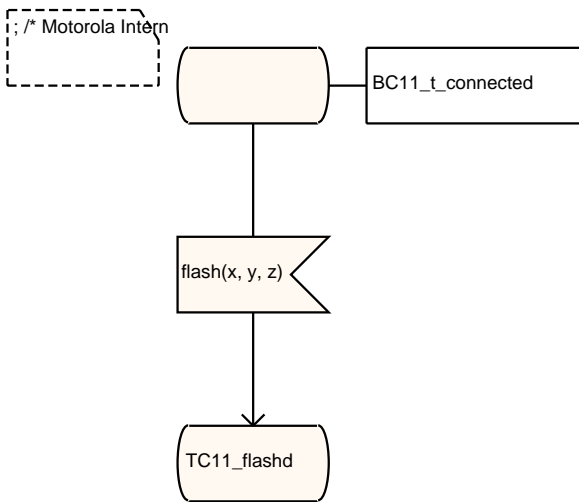 ; /* Motorola Intern
BC11_t_connected
flash(x, y, z)
TC11_flashd